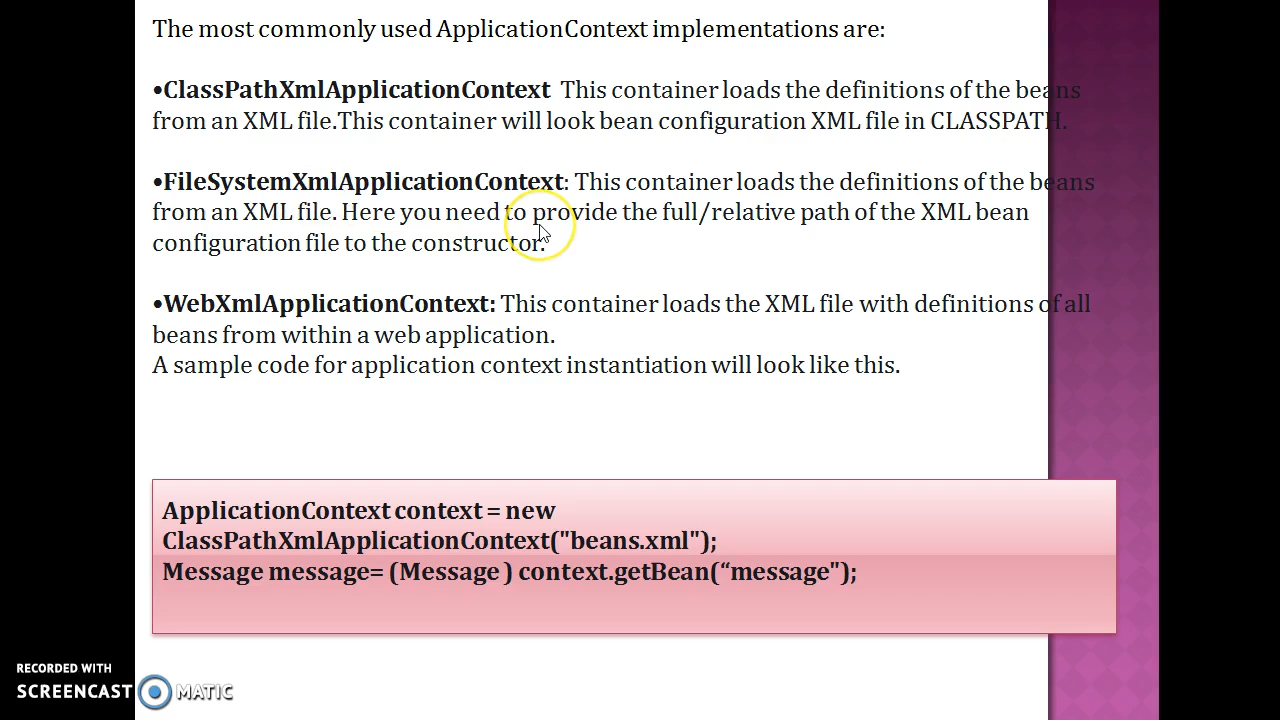 The most commonly used ApplicationContext implementations are:
•ClassPathXmlApplicationContext This container loads the definitions of the beans
from an XML file.This container will look bean configuration XML file in CLASSPATH.
•FileSystemXmlApplicationContext: This container loads the definitions of the beans
from an XML file. Here you need to provide the full/relative path of the XML bean
configuration file to the constructor.
•WebXmlApplicationContext: This container loads the XML file with definitions of all
beans from within a web application.
A sample code for application context instantiation will look like this.
ApplicationContext context = new
ClassPathXmlApplicationContext("beans.xml");
Message message= (Message ) context.getBean(“message");
RECORDED WITH
SCREENCAST MATIC